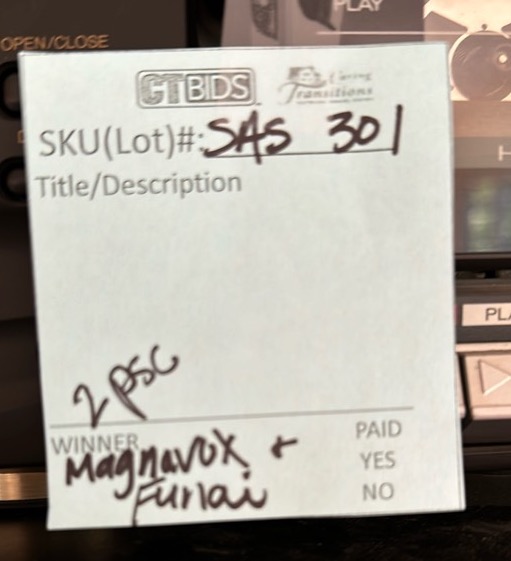 PLAY
OPEN/CLOSE
CTBIDS
Caring
Transitions
SKU(Lot)#: SAS 301
Title/Description
2 psc
WINNER
PAID
Magnavox +
YES
Furlai
NO
H
PLA